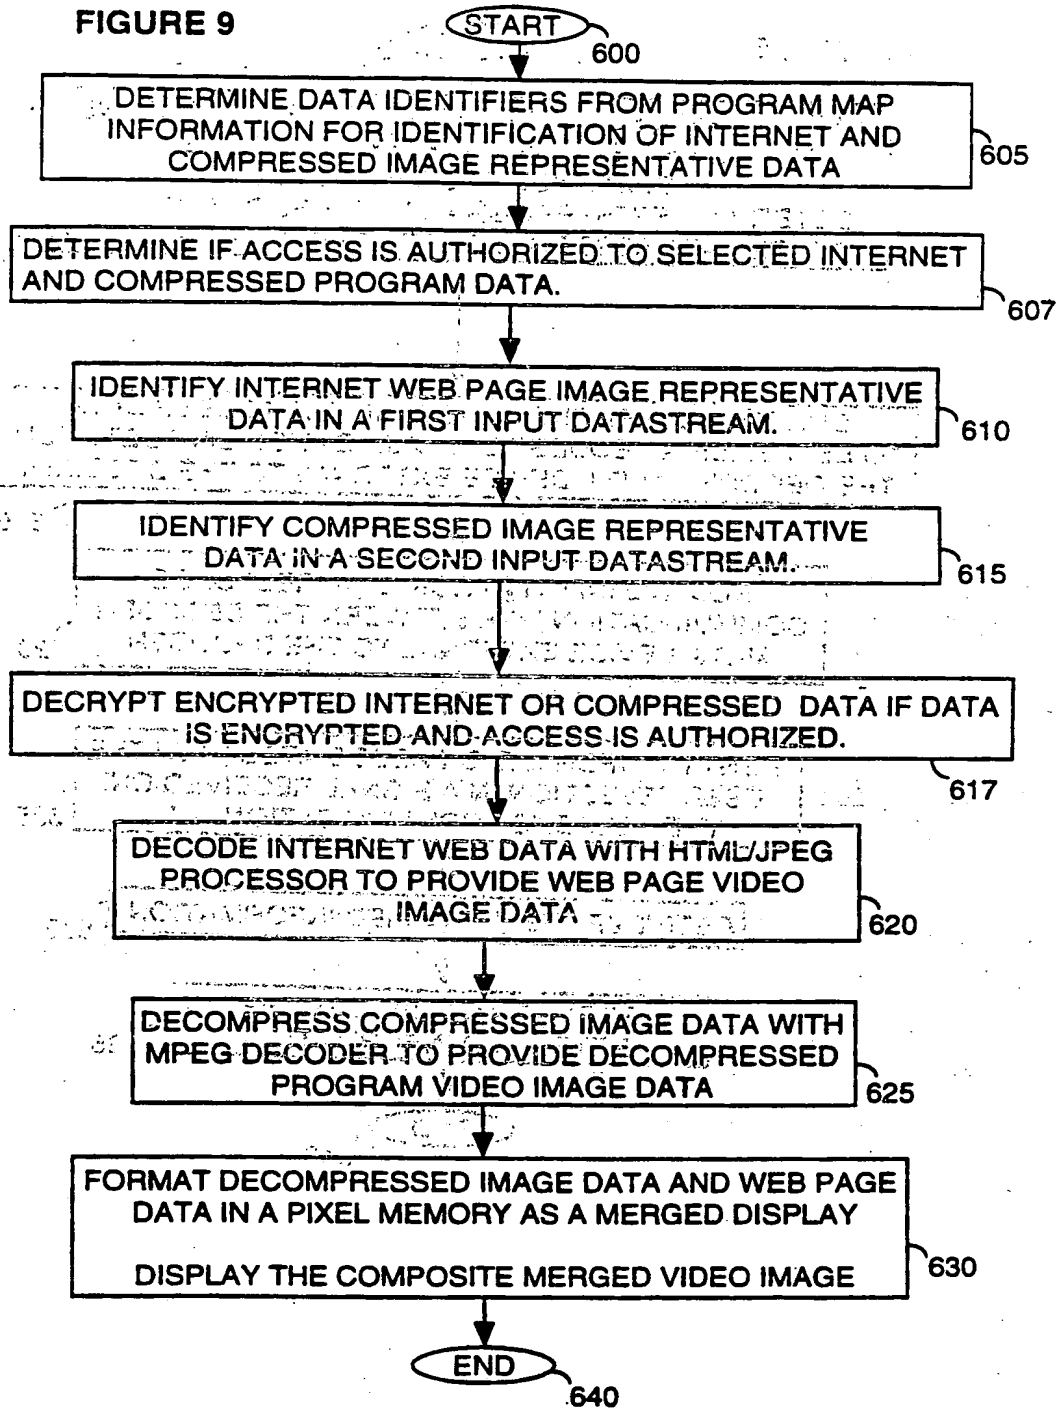 FIGURE 9
START
600
DETERMINE DATA IDENTIFIERS FROM PROGRAM MAP
INFORMATION FOR IDENTIFICATION OF INTERNET AND
COMPRESSED IMAGE REPRESENTATIVE DATA
605
DETERMINE IF ACCESS IS AUTHORIZED TO SELECTED INTERNET
AND COMPRESSED PROGRAM DATA.
607
IDENTIFY INTERNET WEB PAGE IMAGE REPRESENTATIVE
DATA IN A FIRST INPUT DATASTREAM.
610
IDENTIFY COMPRESSED IMAGE REPRESENTATIVE
DATA IN A SECOND INPUT DATASTREAM.
615
DECRYPT ENCRYPTED INTERNET OR COMPRESSED DATA IF DATA
IS ENCRYPTED AND ACCESS IS AUTHORIZED.
617
DECODE INTERNET WEB DATA WITH HTML/JPEG
PROCESSOR TO PROVIDE WEB PAGE VIDEO
IMAGE DATA
620
DECOMPRESS COMPRESSED IMAGE DATA WITH
MPEG DECODER TO PROVIDE DECOMPRESSED
PROGRAM VIDEO IMAGE DATA
625
FORMAT DECOMPRESSED IMAGE DATA AND WEB PAGE
DATA IN A PIXEL MEMORY AS A MERGED DISPLAY
DISPLAY THE COMPOSITE MERGED VIDEO IMAGE
630
END
640